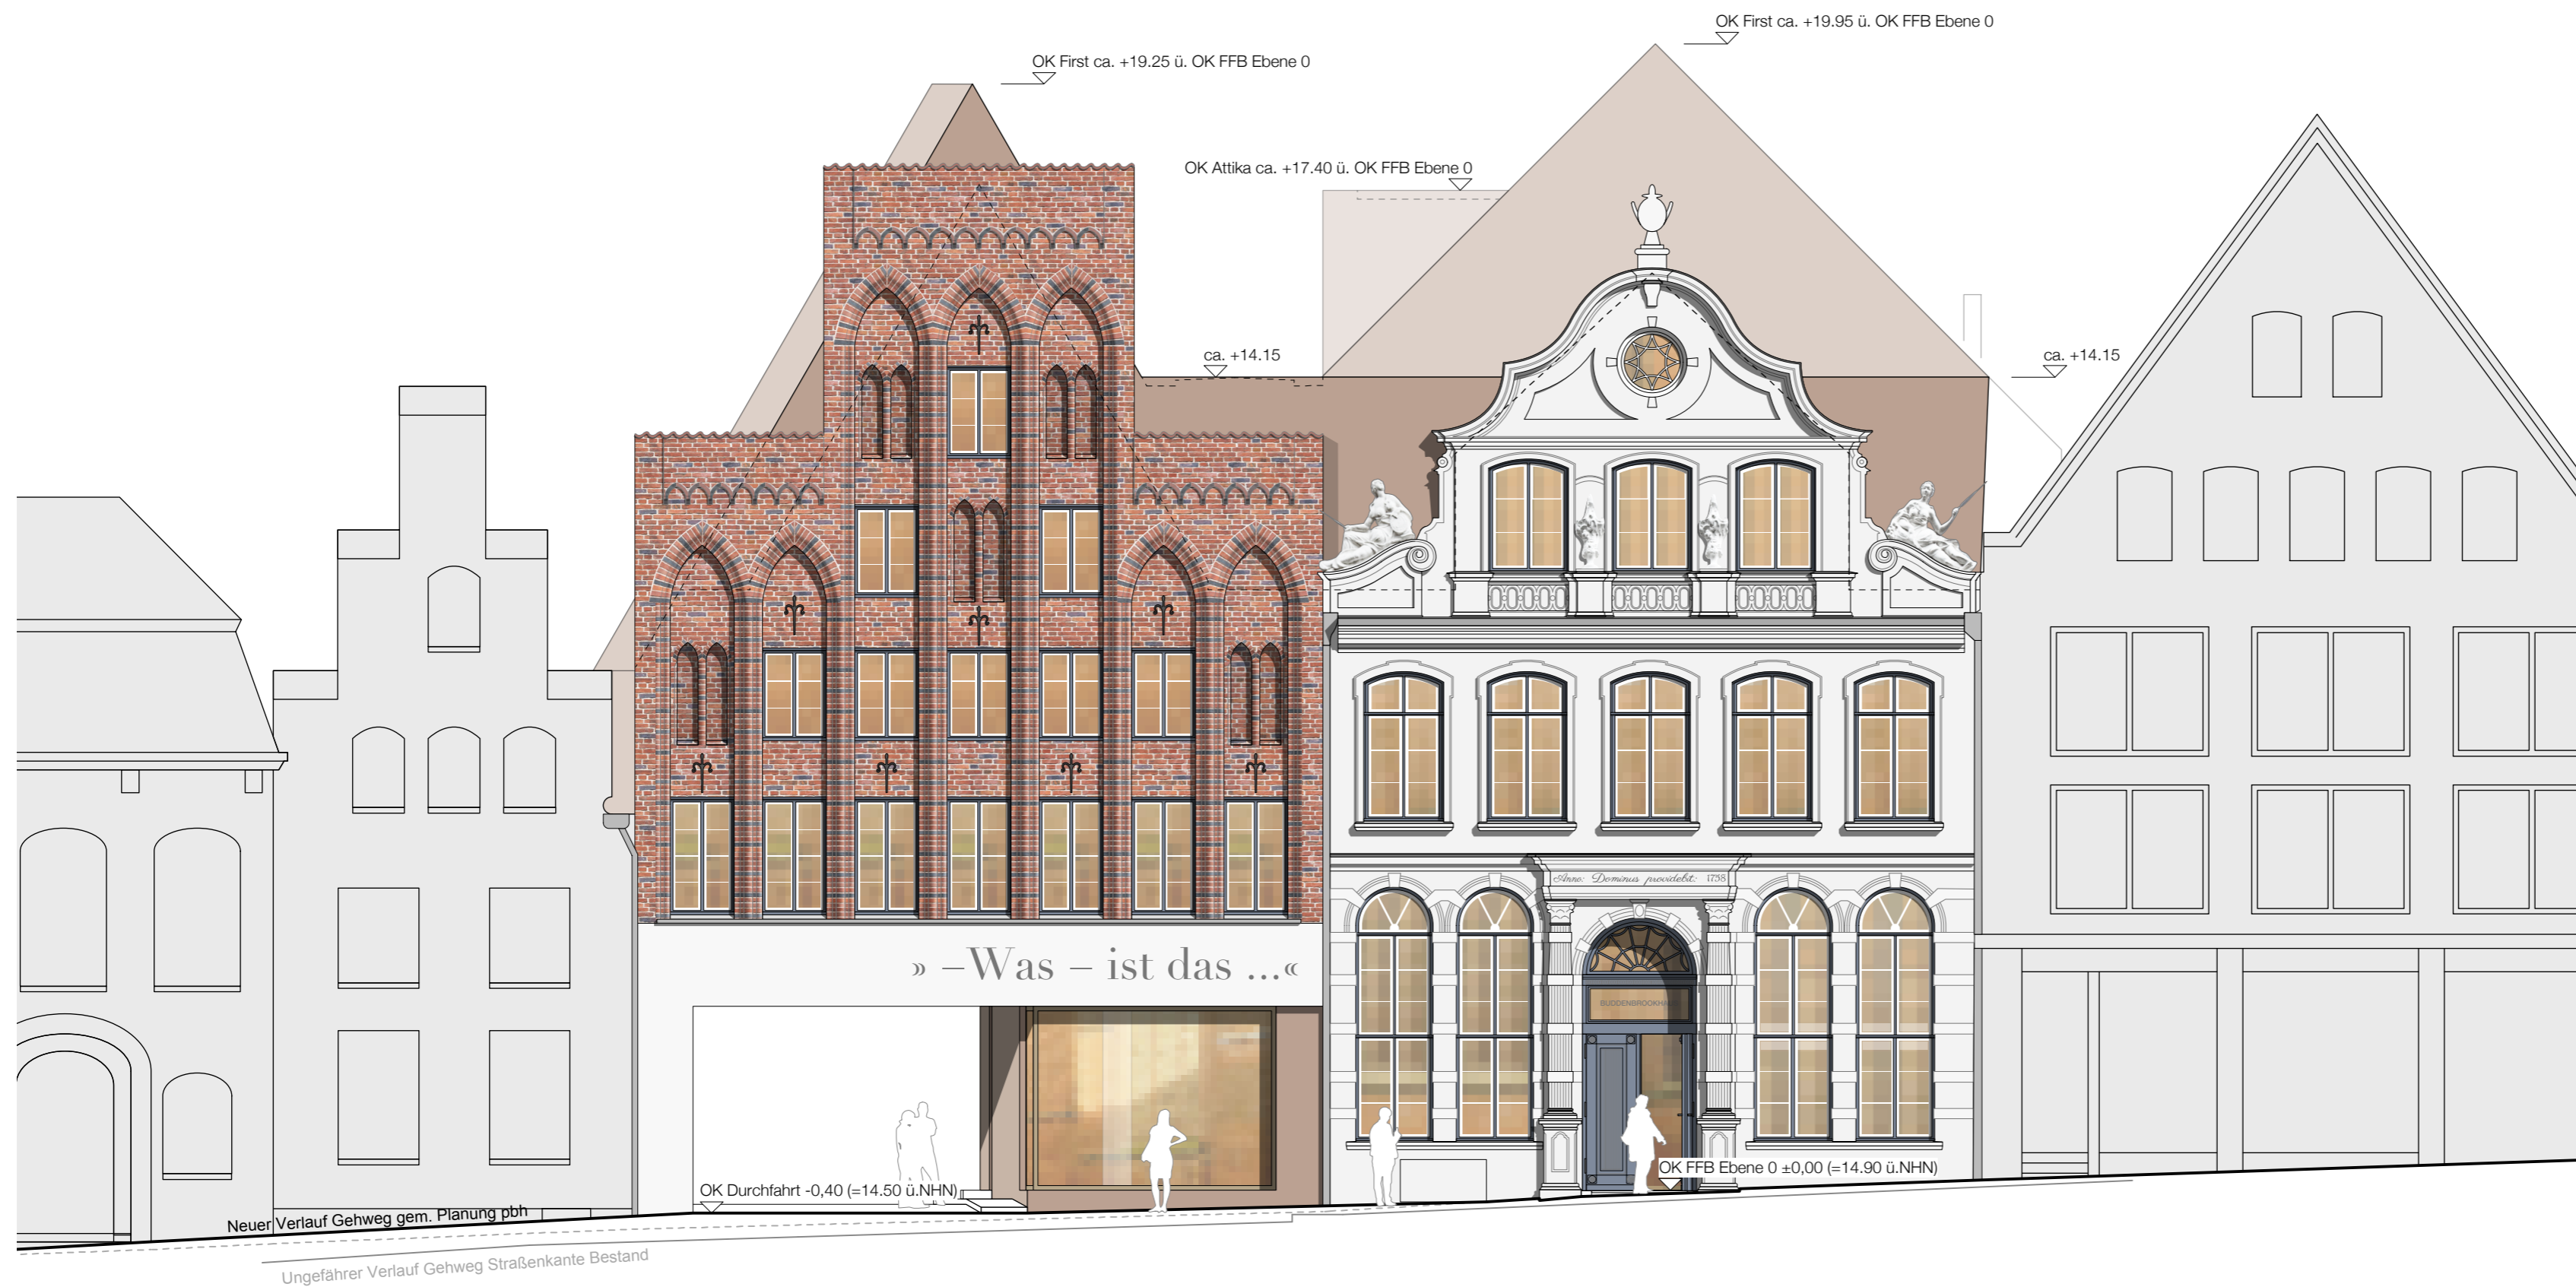 OK First ca. +19.95 ü. OK FFB Ebene 0
OK First ca. +19.25 ü. OK FFB Ebene 0
OK Attika ca. +17.40 ü. OK FFB Ebene 0
ca. +14.15
ca. +14.15
Anno: Dominus providebit: 1758
» –Was – ist das ...«
BUDDENBROOKHA
OK FFB Ebene 0 ±0,00 (=14.90 ü.NHN)
OK Durchfahrt -0,40 (=14.50 ü.NHN)
Neuer Verlauf Gehweg gem. Planung pbh
Ungefährer Verlauf Gehweg Straßenkante Bestand